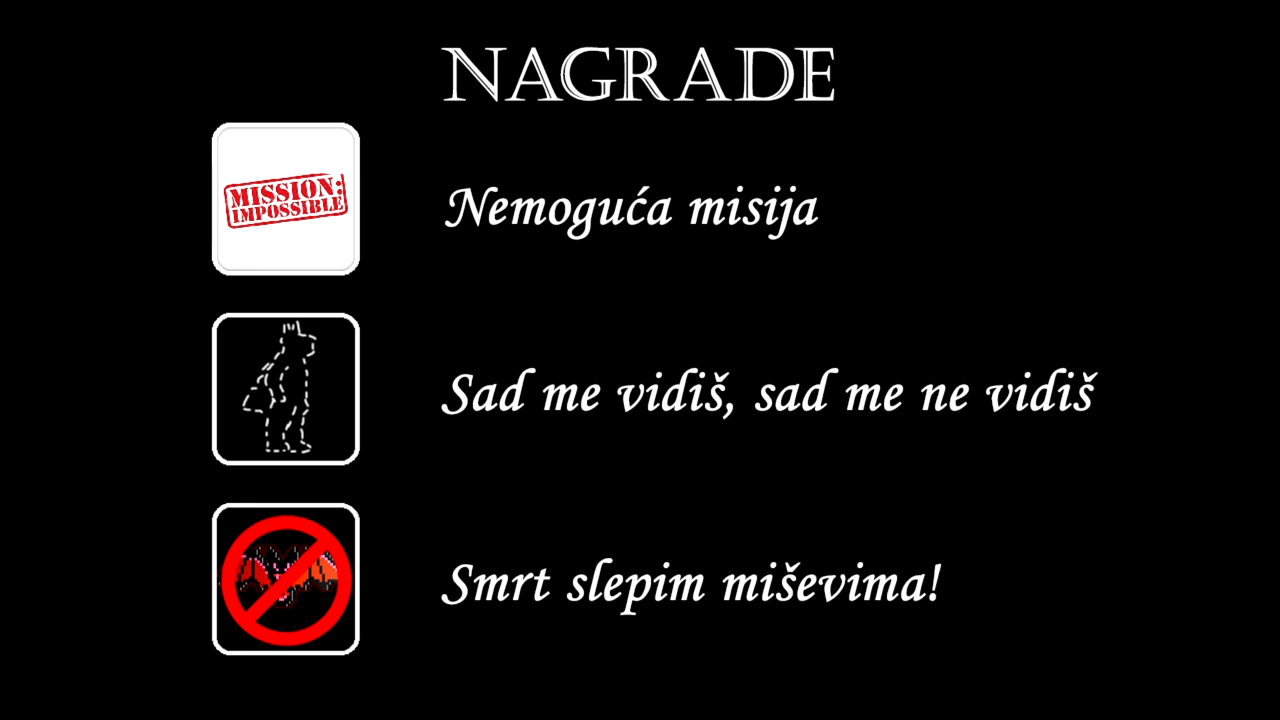 NAGRADE
MISSION:
IMPOSSIBLE
Nemoguća misija
Sad me vidiš, sad me ne vidiš
Smrt slepim miševima!